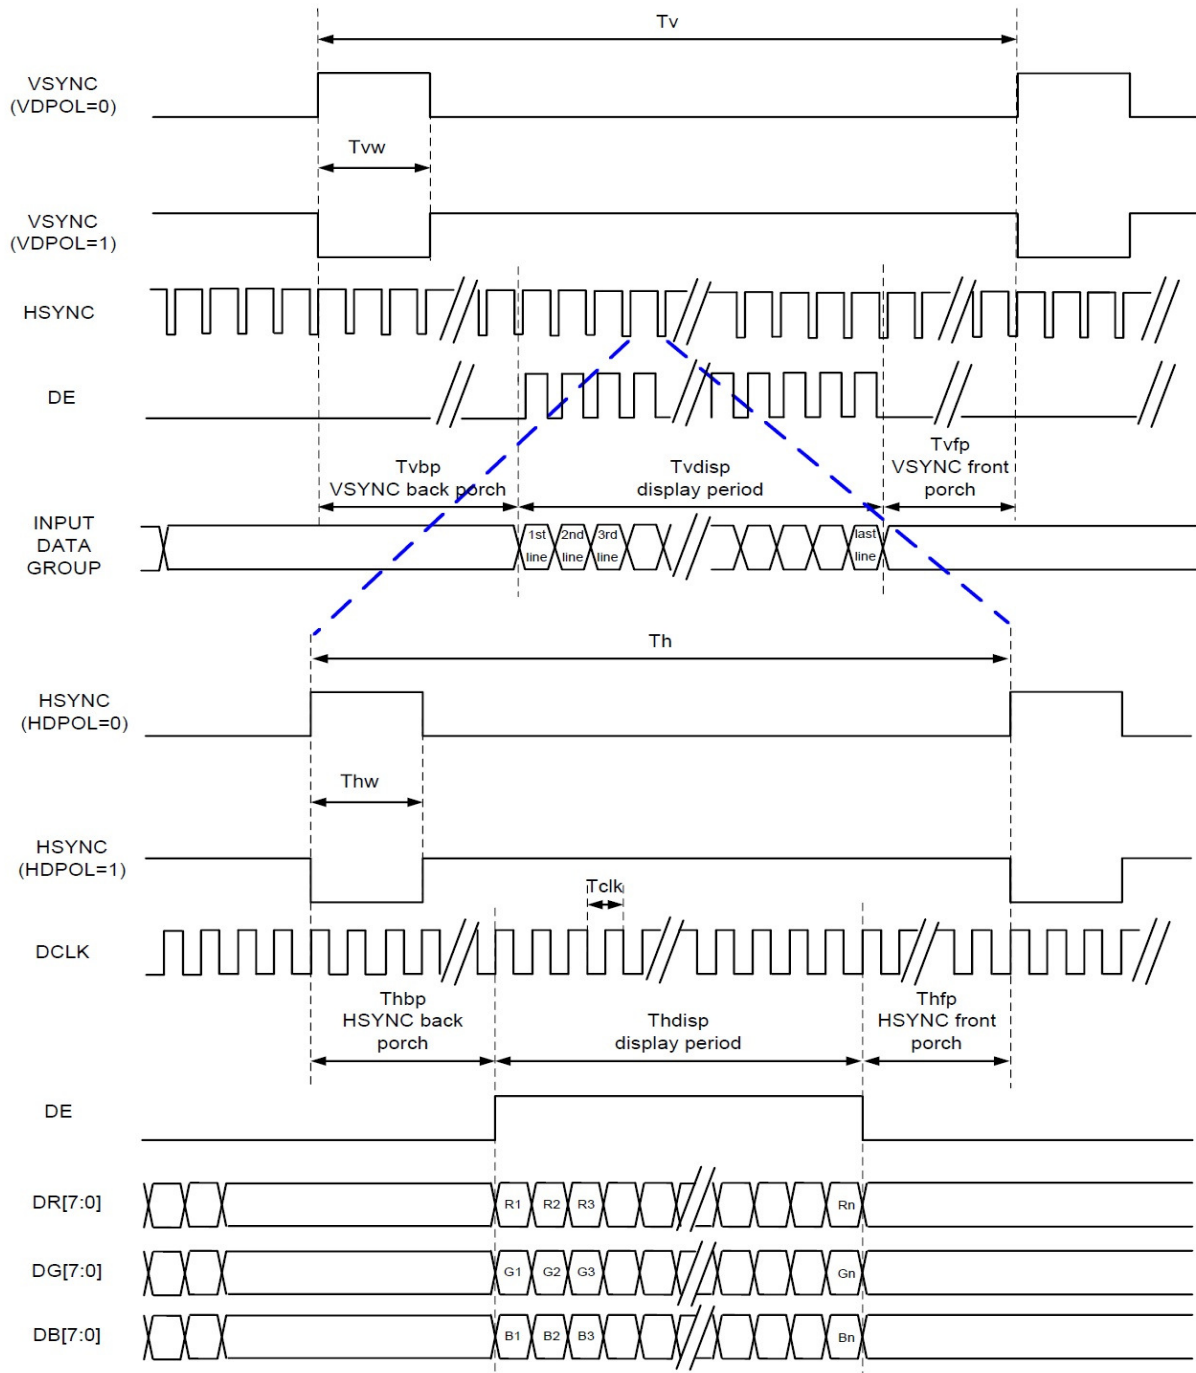 Tv
VSYNC
(VDPOL=0)
Tvw
VSYNC
(VDPOL=1)
HSYNC
DE
Tvbp
VSYNC back porch
Tvdisp
display period
Tvfp
VSYNC front
porch
INPUT
DATA
GROUP
1st
line
2nd
line
3rd
line
last
line
Th
HSYNC
(HDPOL=0)
Thw
HSYNC
(HDPOL=1)
Tclk
DCLK
Thbp
HSYNC back
porch
Thdisp
display period
Thfp
HSYNC front
porch
DE
DR[7:0]
R1
R2
R3
Rn
DG[7:0]
G1
G2
G3
Gn
DB[7:0]
B1
B2
B3
Bn